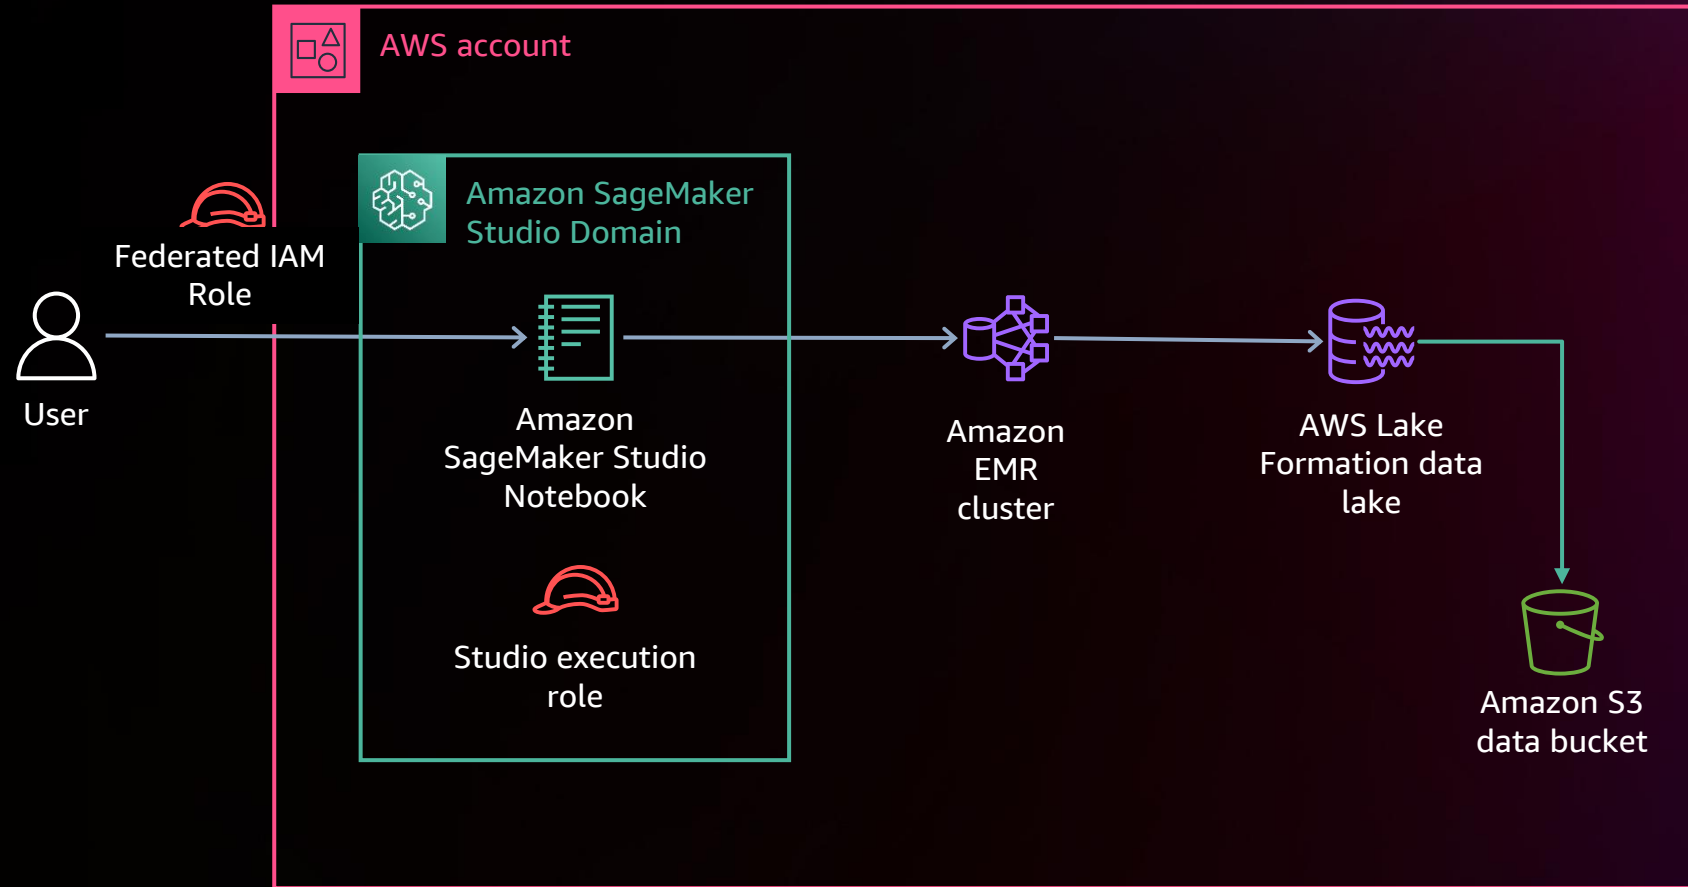 AWS account
Amazon SageMaker
Studio Domain
Federated IAM
Role
User
Amazon
SageMaker Studio
Notebook
Studio execution
role
Amazon
EMR
cluster
AWS Lake
Formation data
lake
Amazon S3
data bucket